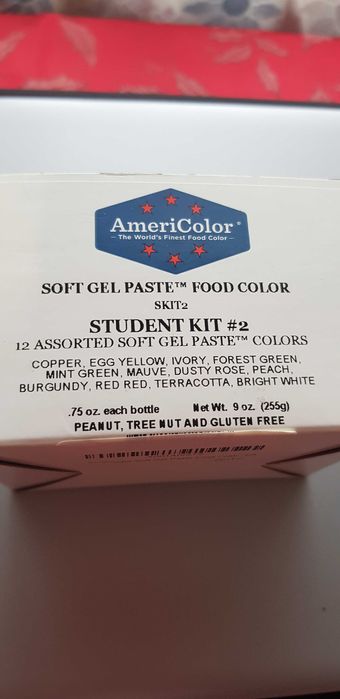 AmeriColor®
The World's Finest Food Color
SOFT GEL PASTE™ FOOD COLOR
SKIT2
STUDENT KIT #2
12 ASSORTED SOFT GEL PASTE™ COLORS
COPPER, EGG YELLOW, IVORY, FOREST GREEN,
MINT GREEN, MAUVE, DUSTY ROSE, PEACH,
BURGUNDY, RED RED, TERRACOTTA, BRIGHT WHITE
.75 oz. each bottle Net Wt. 9 oz. (255g)
PEANUT, TREE NUT AND GLUTEN FREE